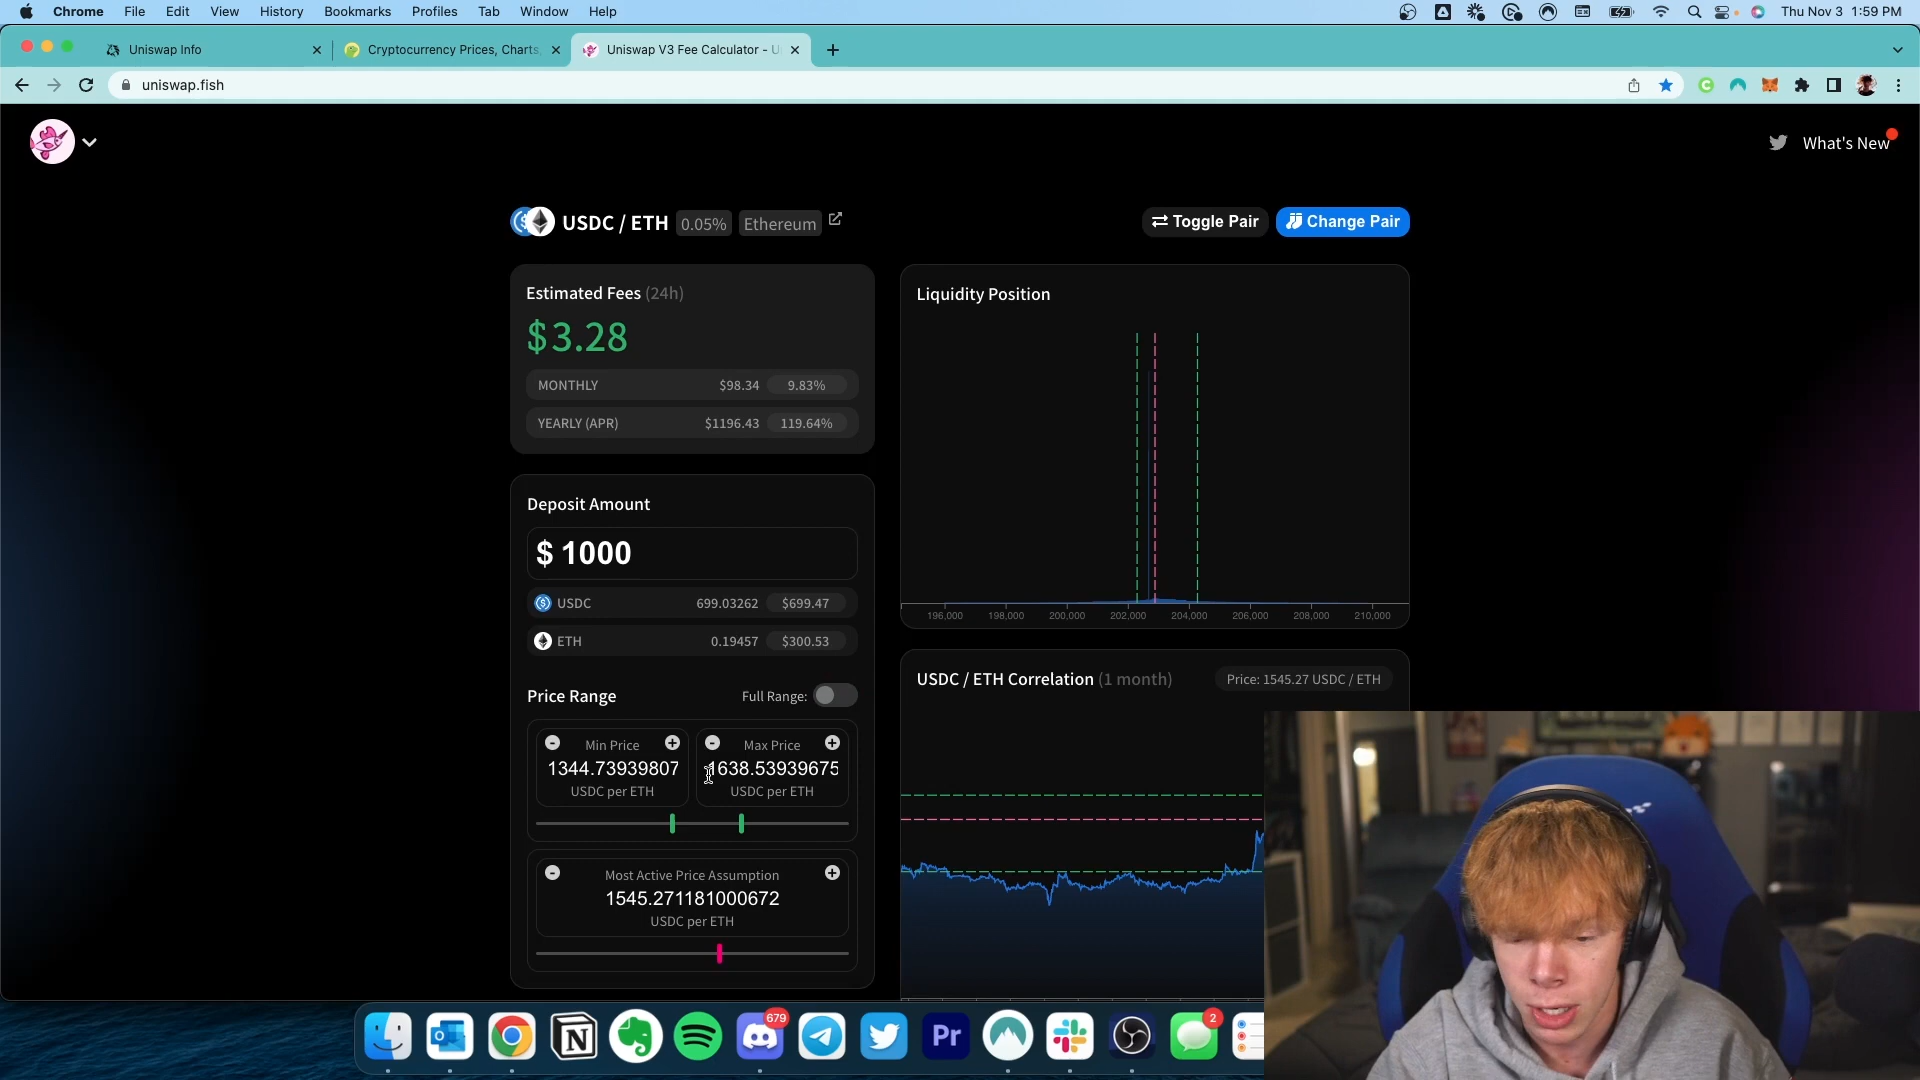 Chrome File Edit View History Bookmarks Profiles Tab Window Help Thu Nov 3 1:59 PM
Uniswap Info Cryptocurrency Prices, Charts, Uniswap V3 Fee Calculator - U
uniswap.fish
What's New
USDC / ETH 0.05% Ethereum Toggle Pair Change Pair
Estimated Fees (24h)
$3.28
MONTHLY $98.34 9.83%
YEARLY (APR) $1196.43 119.64%
Deposit Amount
$ 1000
USDC 699.03262 $699.47
ETH 0.19457 $300.53
Price Range Full Range:
Min Price Max Price
1344.73939807 1638.53939675
USDC per ETH USDC per ETH
Most Active Price Assumption
1545.271181000672
USDC per ETH
Liquidity Position
196,000 198,000 200,000 202,000 204,000 206,000 208,000 210,000
USDC / ETH Correlation (1 month) Price: 1545.27 USDC / ETH
679 Pr 2